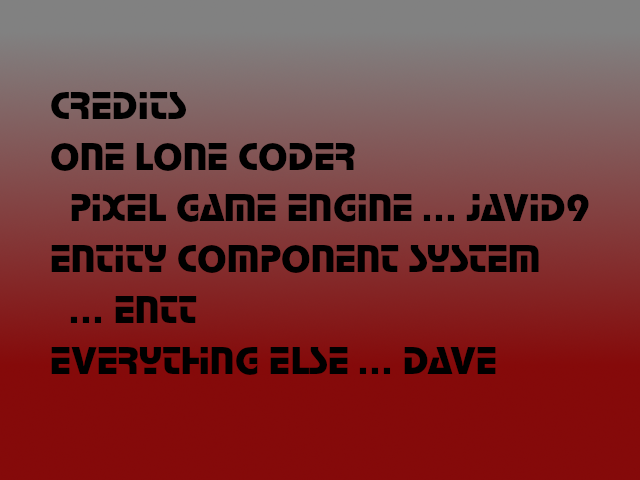 CREDITS
ONE LONE CODER
PIXEL GAME ENGINE ... JAVID9
ENTITY COMPONENT SYSTEM
... ENTT
EVERYTHING ELSE ... DAVE